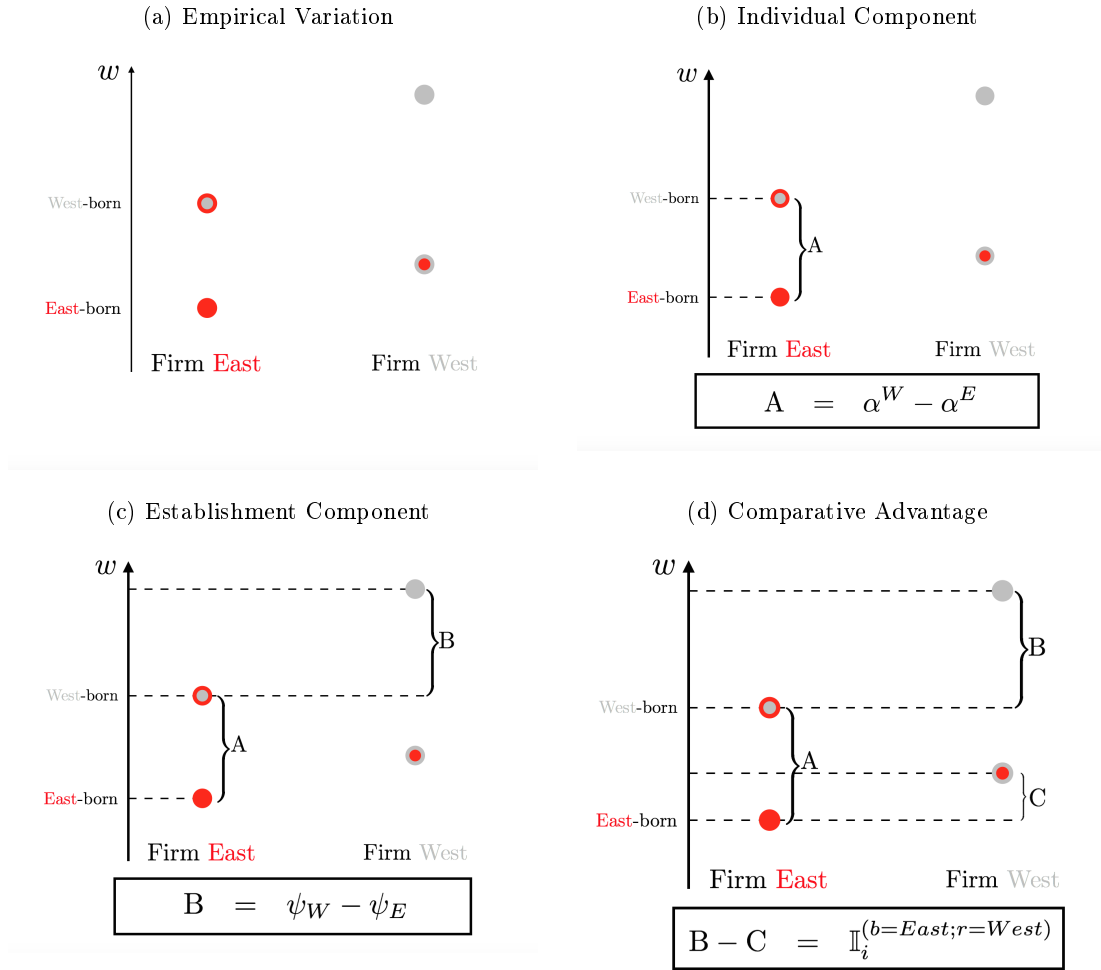 (a) Empirical Variation
w
West-born
East-born
Firm East
Firm West
(b) Individual Component
w
West-born
A
East-born
Firm East
Firm West
A = α^W − α^E
(c) Establishment Component
w
B
West-born
A
East-born
Firm East
Firm West
B = ψ_W − ψ_E
(d) Comparative Advantage
w
B
West-born
A
C
East-born
Firm East
Firm West
B − C = 𝕀_i^(b=East;r=West)